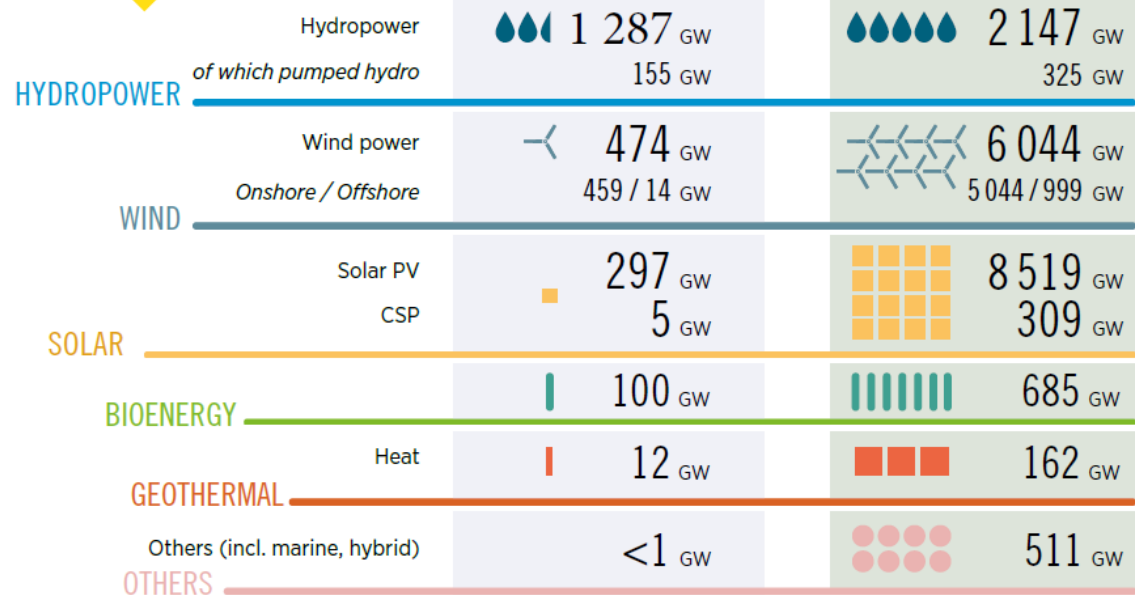 Hydropower 1 287 GW 2 147 GW
of which pumped hydro 155 GW 325 GW
HYDROPOWER
Wind power 474 GW 6 044 GW
Onshore / Offshore 459 / 14 GW 5 044 / 999 GW
WIND
Solar PV 297 GW 8 519 GW
CSP 5 GW 309 GW
SOLAR
100 GW 685 GW
BIOENERGY
Heat 12 GW 162 GW
GEOTHERMAL
Others (incl. marine, hybrid) <1 GW 511 GW
OTHERS